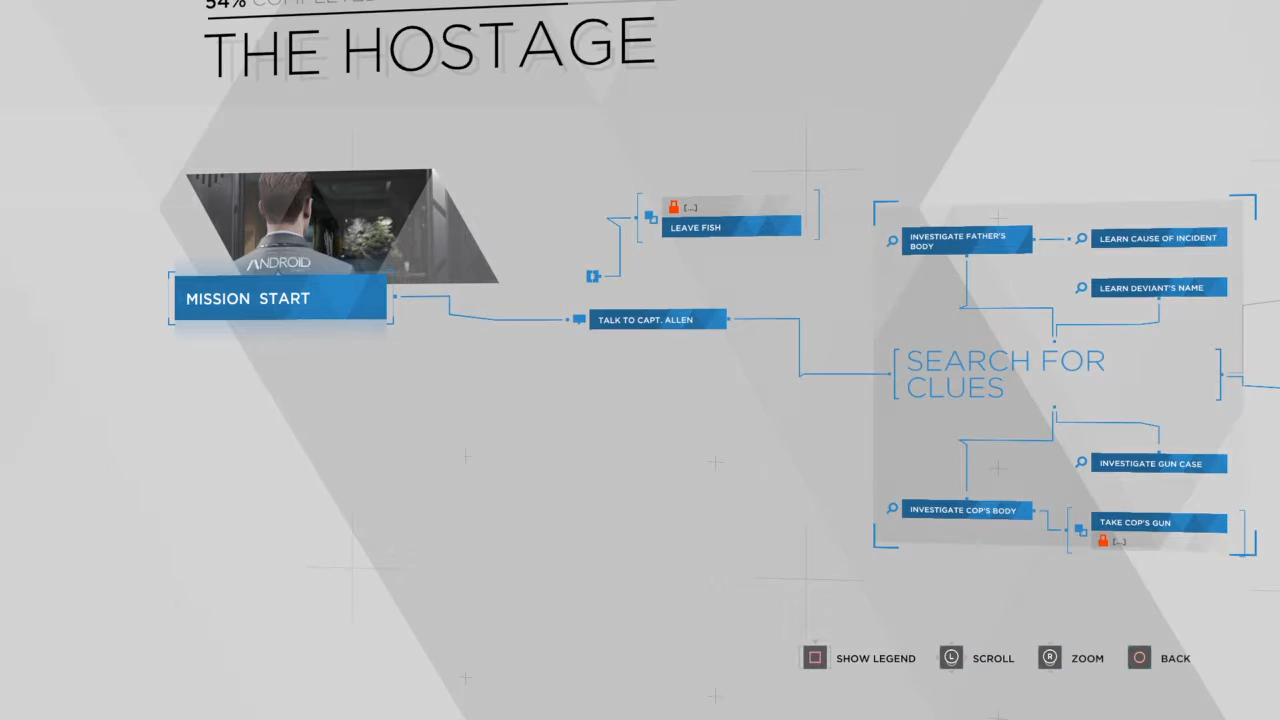 54% COMPLETED
THE HOSTAGE
ANDROID
MISSION START
[...]
LEAVE FISH
TALK TO CAPT. ALLEN
INVESTIGATE FATHER'S
BODY
LEARN CAUSE OF INCIDENT
LEARN DEVIANT'S NAME
SEARCH FOR
CLUES
INVESTIGATE GUN CASE
INVESTIGATE COP'S BODY
TAKE COP'S GUN
[...]
SHOW LEGEND
L SCROLL
R ZOOM
BACK